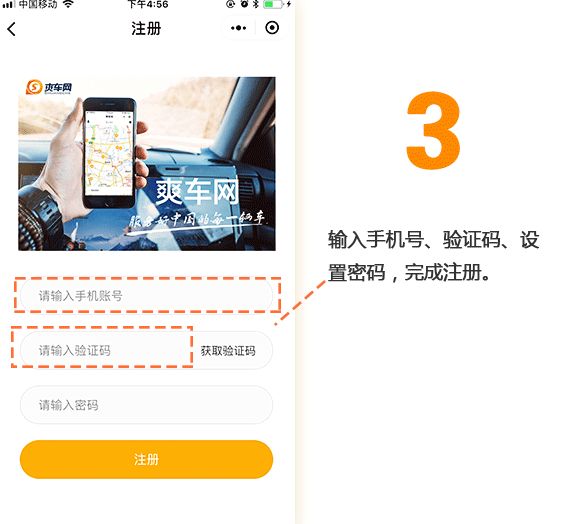 中国移动
下午4:56
注册
爽车网
爽车网
服务好中国的每一辆车
请输入手机账号
请输入验证码
获取验证码
请输入密码
注册
3
输入手机号、验证码、设
置密码，完成注册。